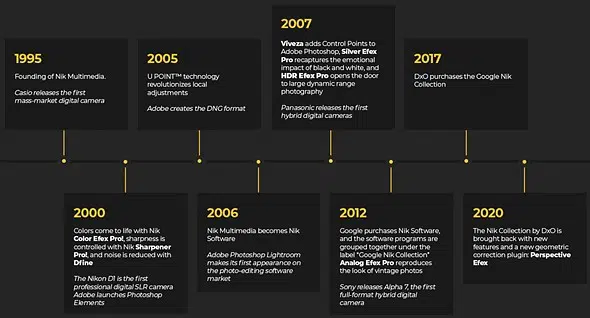 1995
Founding of Nik Multimedia.
Casio releases the first
mass-market digital camera
2005
U POINT™ technology
revolutionizes local
adjustments
Adobe creates the DNG format
2007
Viveza adds Control Points to
Adobe Photoshop, Silver Efex
Pro recaptures the emotional
impact of black and white, and
HDR Efex Pro opens the door
to large dynamic range
photography
Panasonic releases the first
hybrid digital cameras
2017
DxO purchases the Google Nik
Collection
2000
Colors come to life with Nik
Color Efex Pro!, sharpness is
controlled with Nik Sharpener
Pro!, and noise is reduced with
Dfine
The Nikon D1 is the first
professional digital SLR camera
Adobe launches Photoshop
Elements
2006
Nik Multimedia becomes Nik
Software
Adobe Photoshop Lightroom
makes its first appearance on
the photo-editing software
market
2012
Google purchases Nik Software,
and the software programs are
grouped together under the
label "Google Nik Collection"
Analog Efex Pro reproduces
the look of vintage photos
Sony releases Alpha 7, the first
full-format hybrid digital
camera
2020
The Nik Collection by DxO is
brought back with new
features and a new geometric
correction plugin: Perspective
Efex